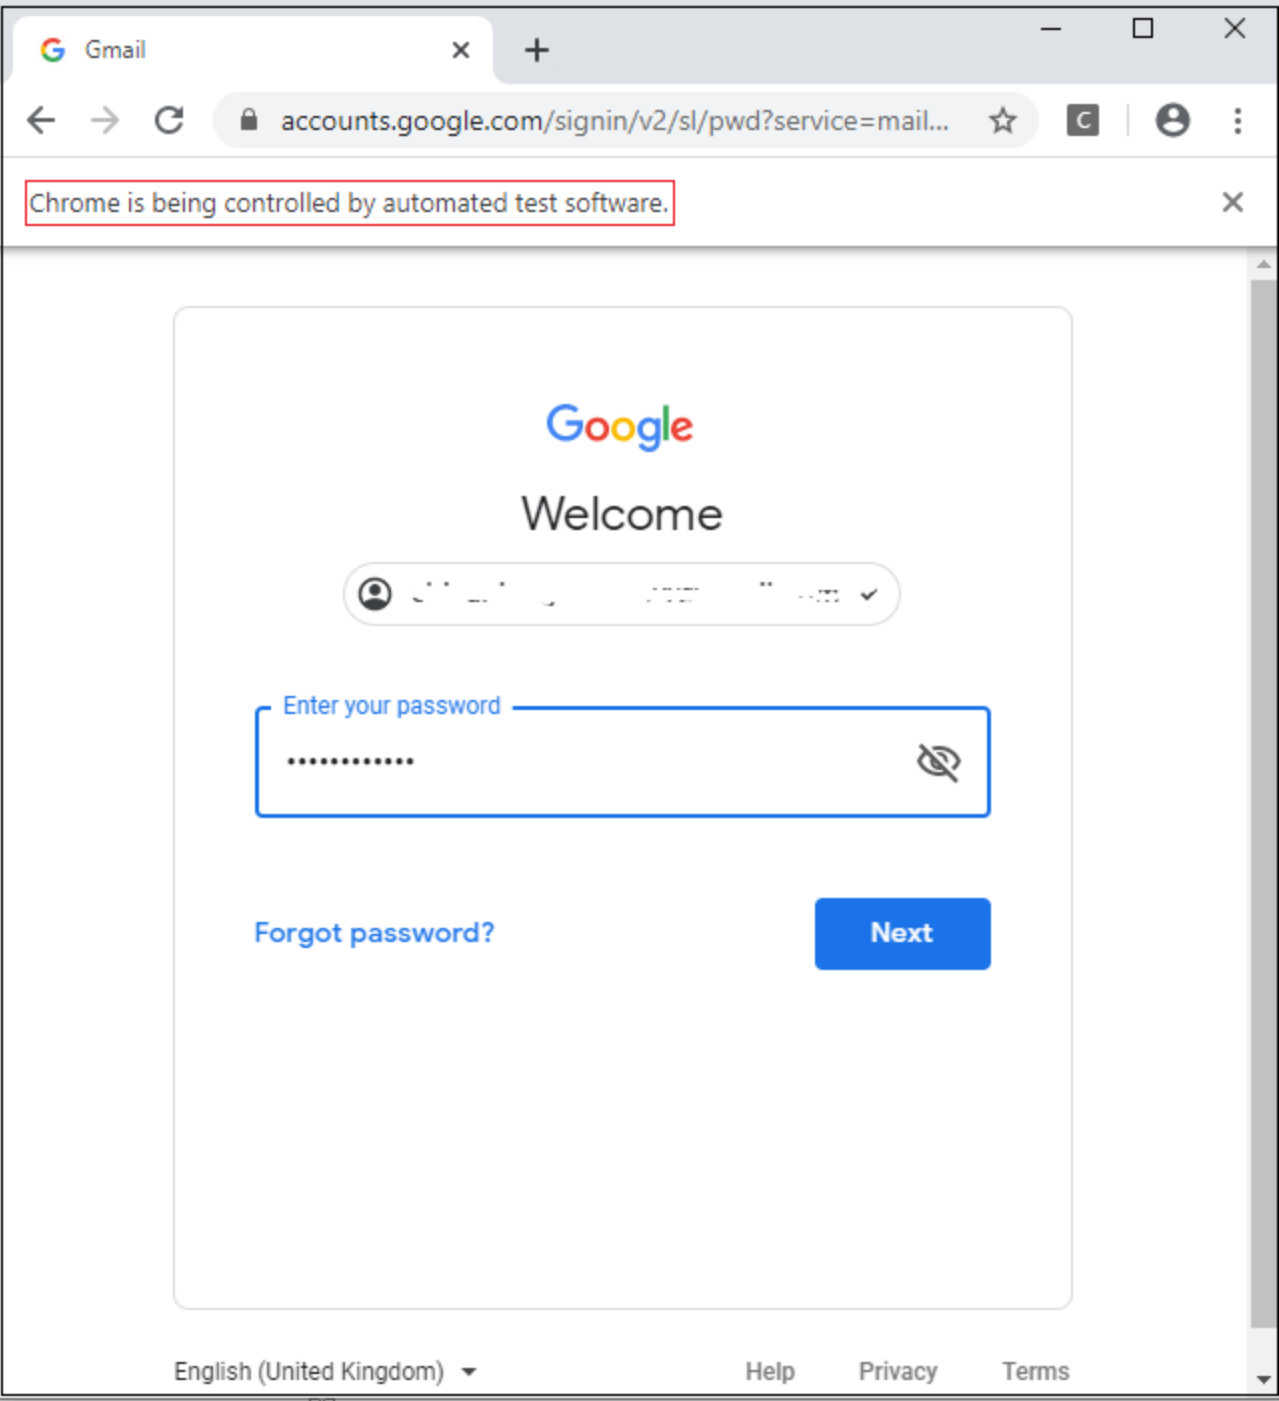 Gmail
accounts.google.com/signin/v2/sl/pwd?service=mail...
C
Chrome is being controlled by automated test software.
Google
Welcome
Enter your password
••••••••••••
Forgot password?
Next
English (United Kingdom)
Help Privacy Terms